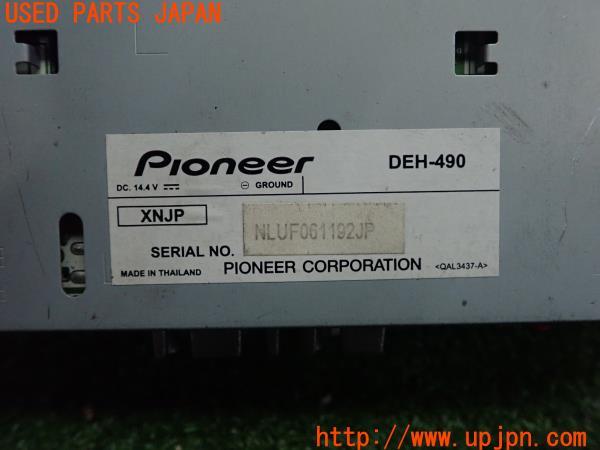 USED PARTS JAPAN
Pioneer DEH-490
DC. 14.4 V ⊖ GROUND
XNJP
SERIAL NO. NLUF061192JP
MADE IN THAILAND PIONEER CORPORATION <QAL3437-A>
http://www.upjpn.com